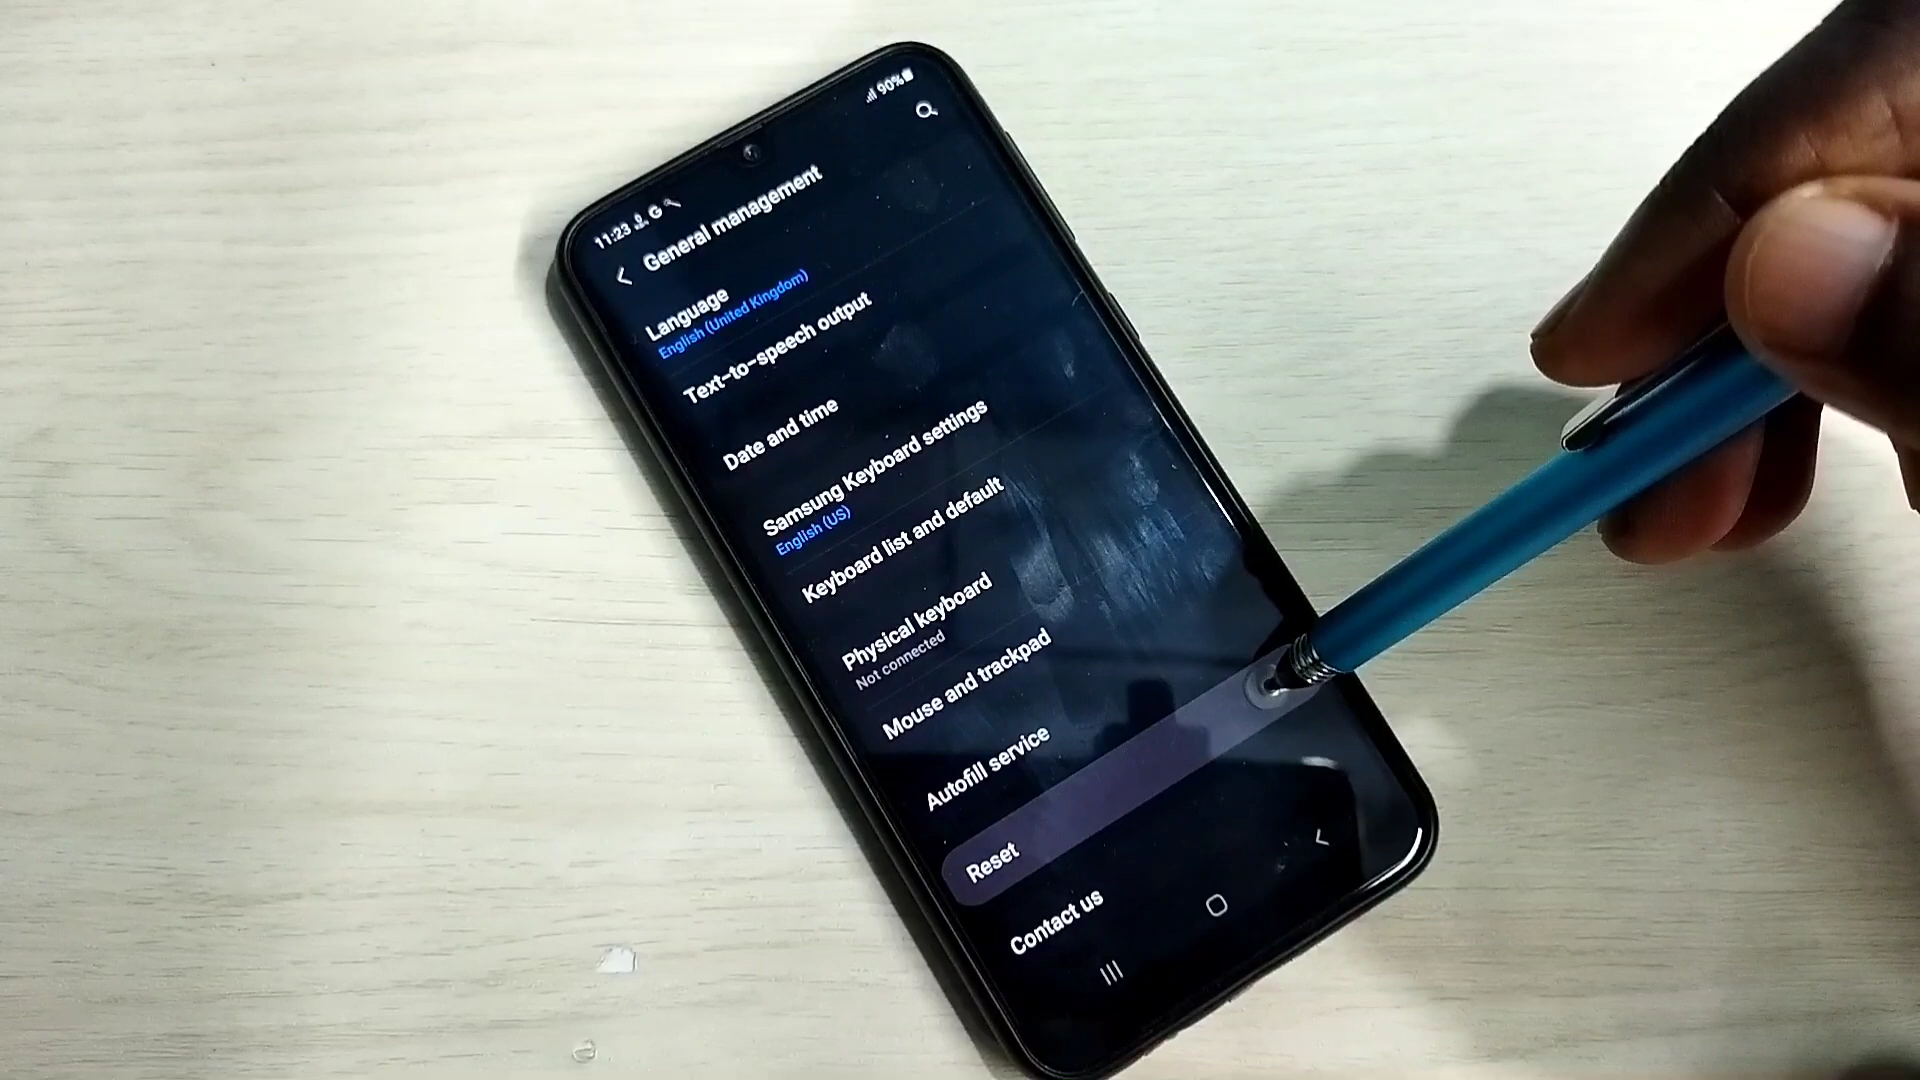 11:23 G
90%
General management
Language
English (United Kingdom)
Text-to-speech output
Date and time
Samsung Keyboard settings
English (US)
Keyboard list and default
Physical keyboard
Not connected
Mouse and trackpad
Autofill service
Reset
Contact us